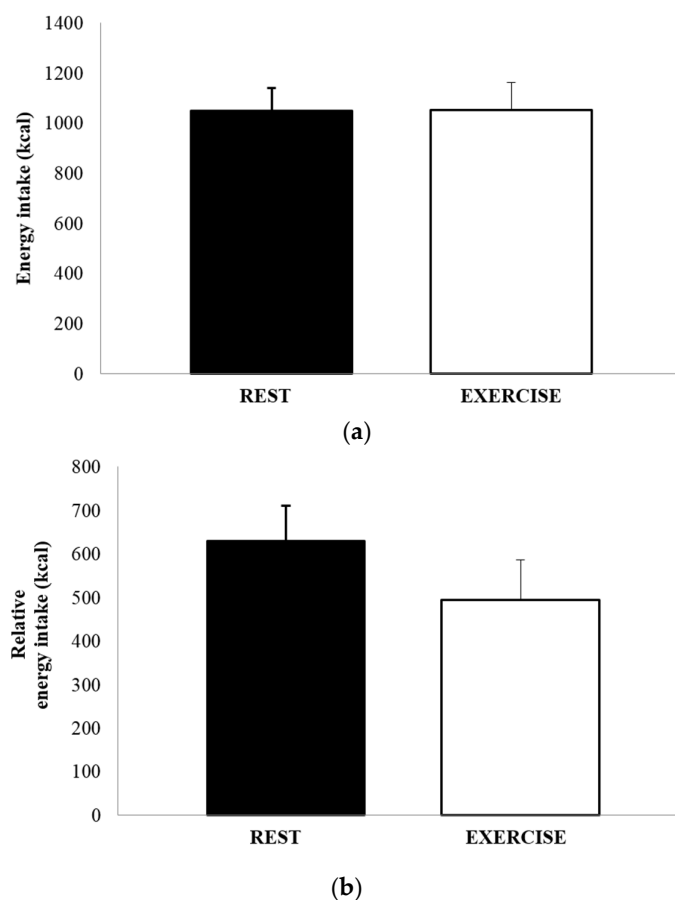 1400
1200
1000
800
600
400
200
0
Energy intake (kcal)
REST EXERCISE
(a)
800
700
600
500
400
300
200
100
0
Relative
energy intake (kcal)
REST EXERCISE
(b)